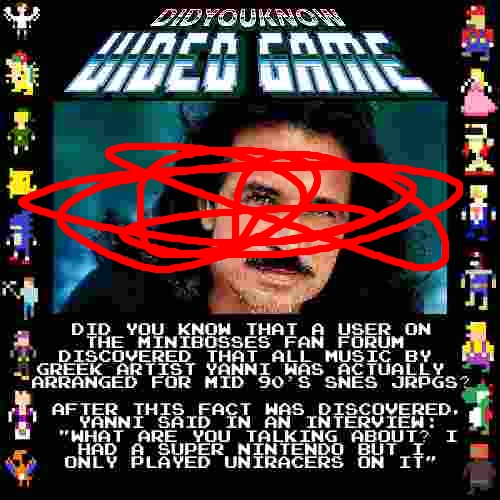 DIDYOUKNOW
VIDEO GAME
DID YOU KNOW THAT A USER ON
THE MINIBOSSES FAN FORUM
DISCOVERED THAT ALL MUSIC BY
GREEK ARTIST YANNI WAS ACTUALLY
ARRANGED FOR MID 90'S SNES JRPGS?
AFTER THIS FACT WAS DISCOVERED,
YANNI SAID IN AN INTERVIEW:
"WHAT ARE YOU TALKING ABOUT? I
HAD A SUPER NINTENDO BUT I
ONLY PLAYED UNIRACERS ON IT"